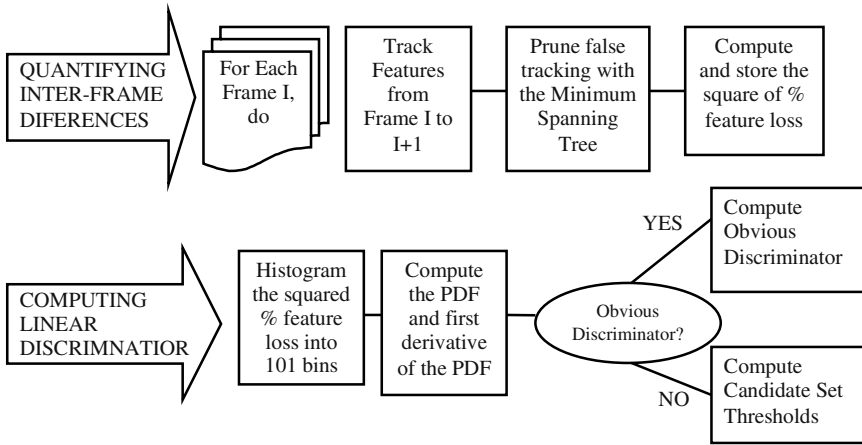 QUANTIFYING
INTER-FRAME
DIFERENCES
For Each
Frame I,
do
Track
Features
from
Frame I to
I+1
Prune false
tracking with
the Minimum
Spanning
Tree
Compute
and store the
square of %
feature loss
COMPUTING
LINEAR
DISCRIMNATIOR
Histogram
the squared
% feature
loss into
101 bins
Compute
the PDF
and first
derivative
of the PDF
Obvious
Discriminator?
YES
Compute
Obvious
Discriminator
NO
Compute
Candidate Set
Thresholds